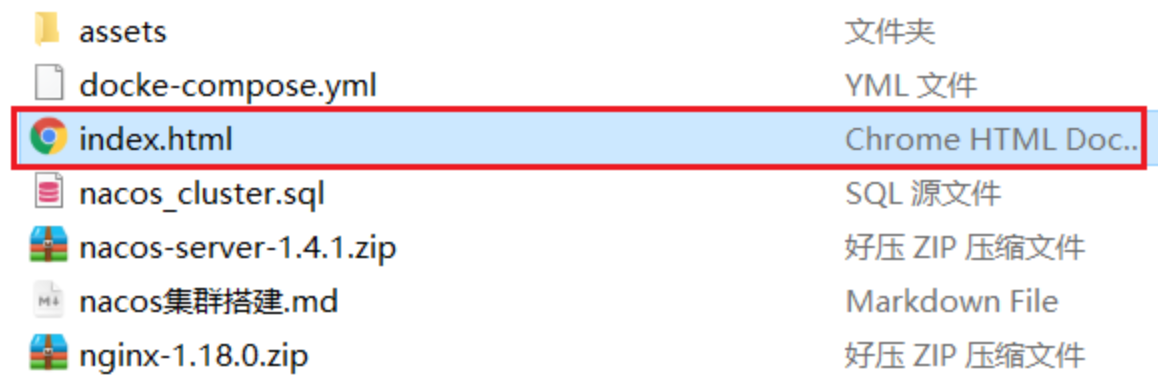 assets 文件夹
docke-compose.yml YML 文件
index.html Chrome HTML Doc..
nacos_cluster.sql SQL 源文件
nacos-server-1.4.1.zip 好压 ZIP 压缩文件
M↓ nacos集群搭建.md Markdown File
nginx-1.18.0.zip 好压 ZIP 压缩文件